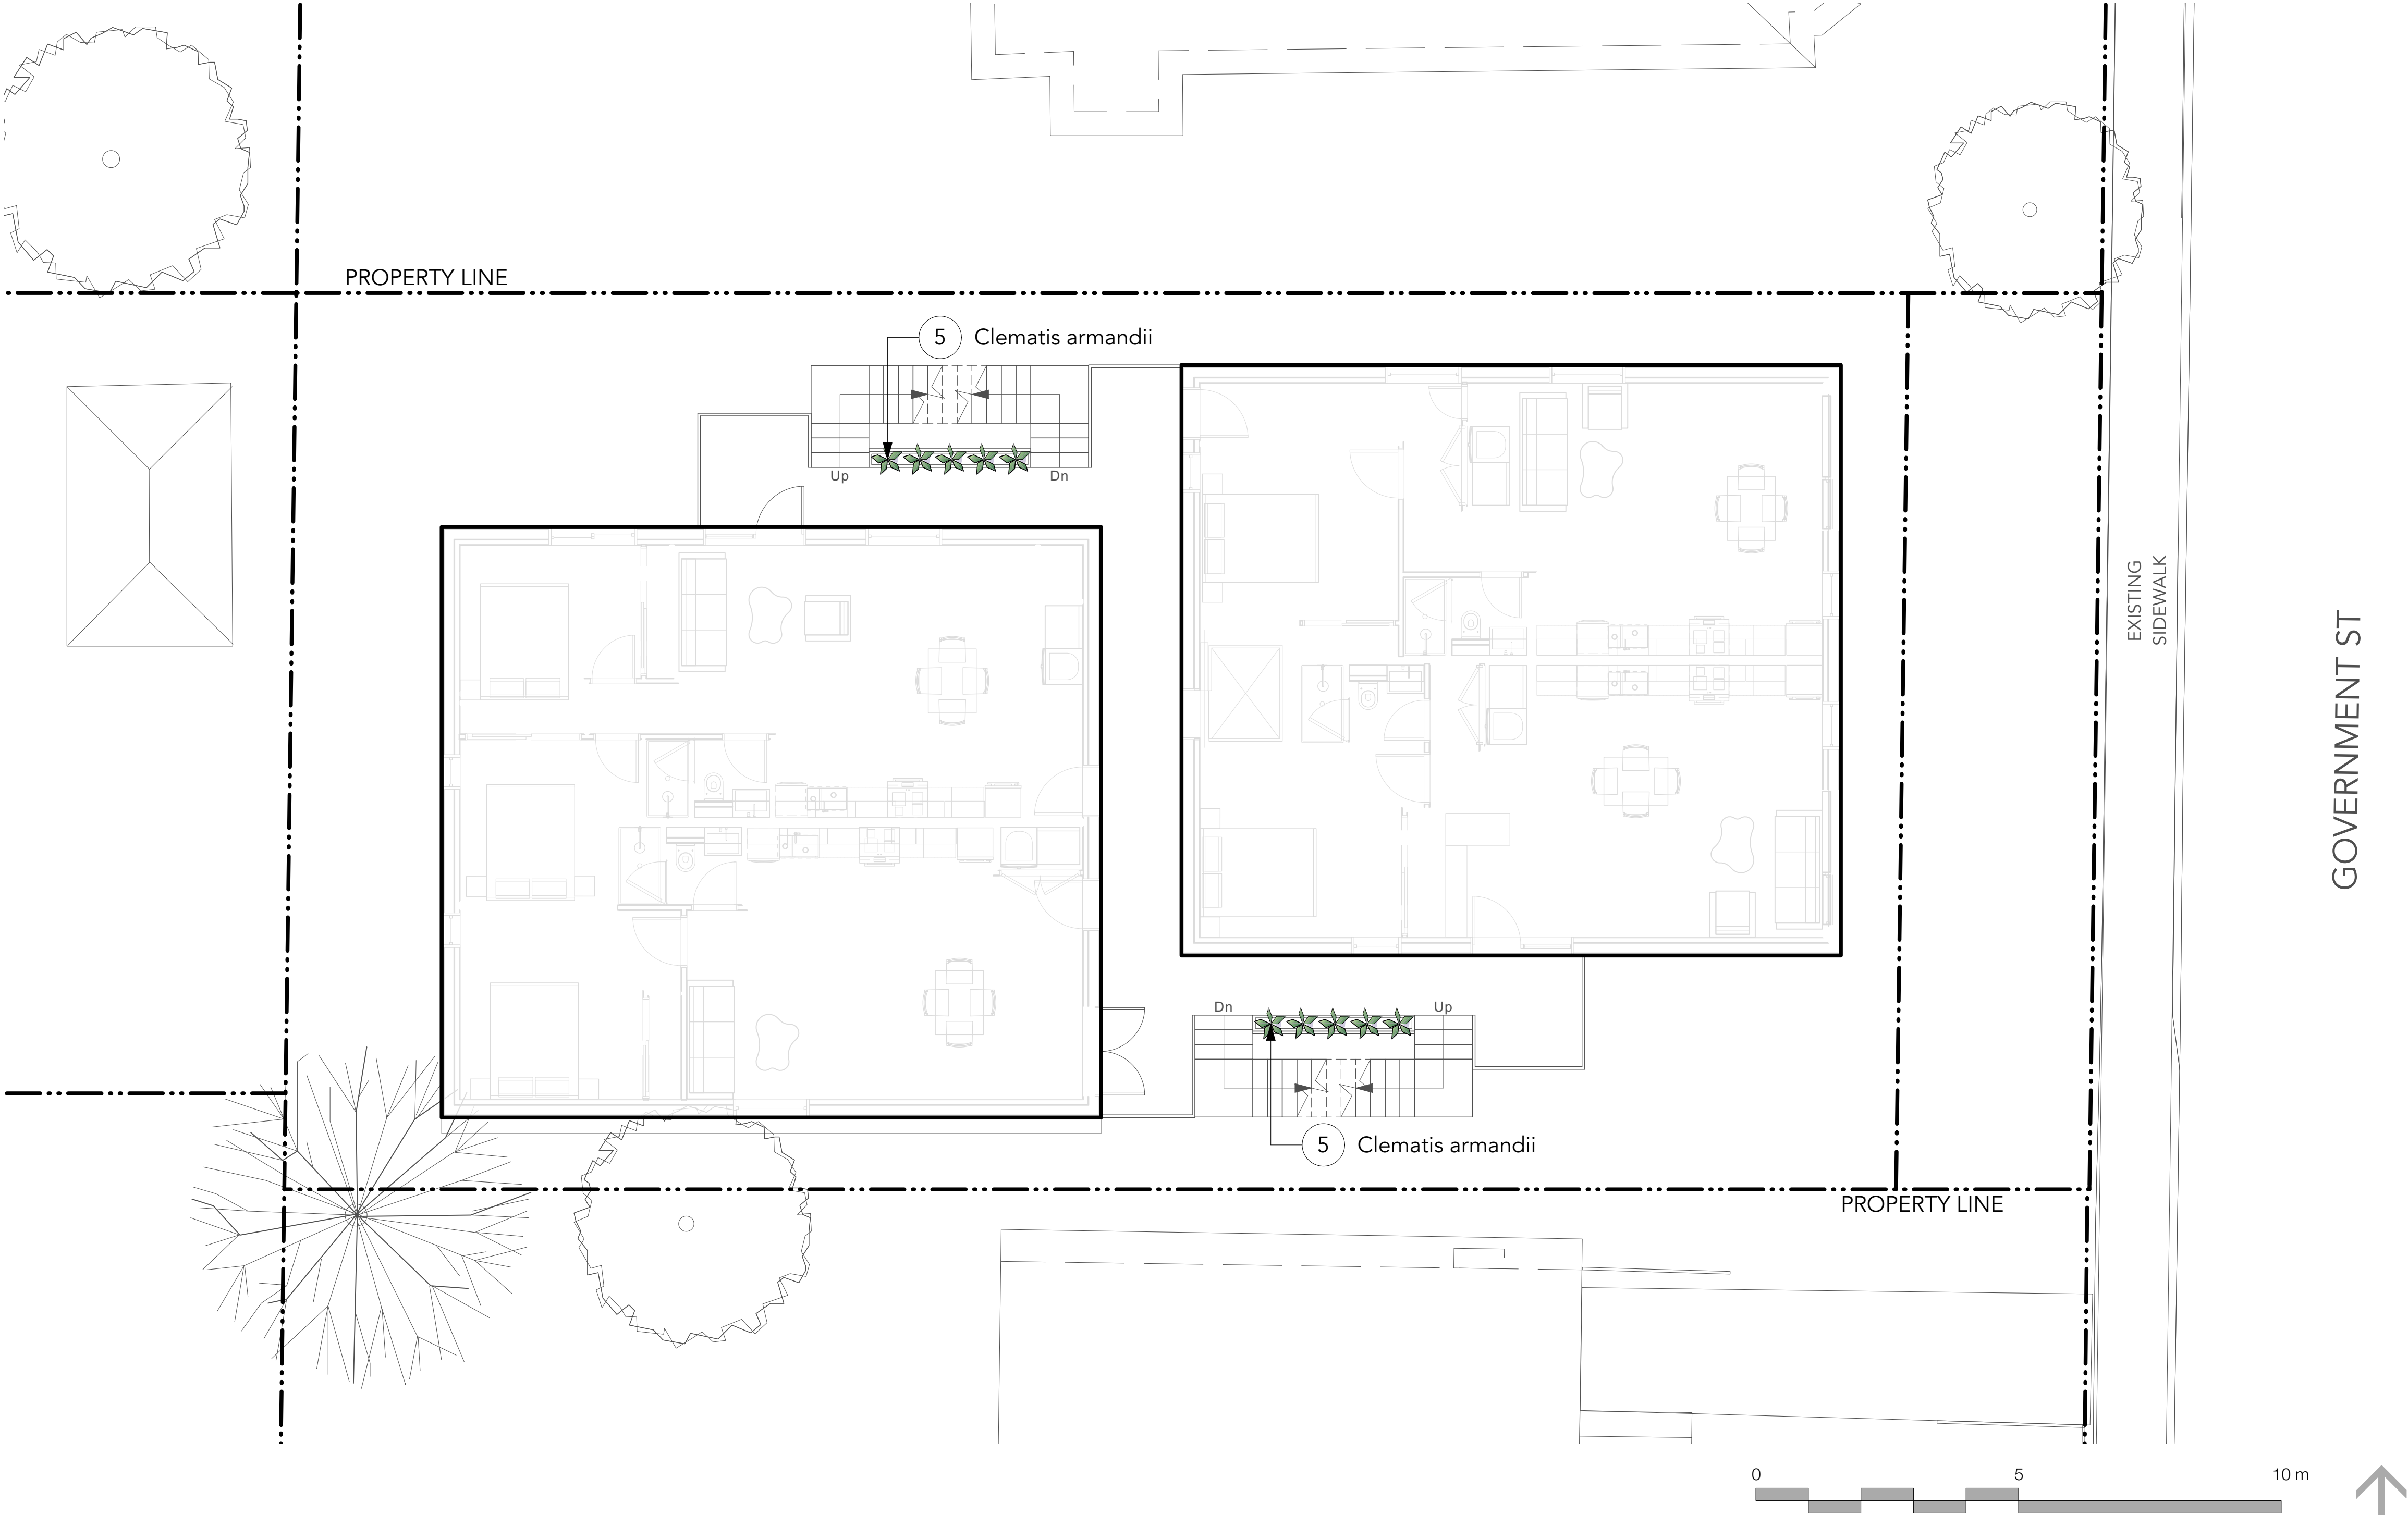 PROPERTY LINE
5 Clematis armandii
Up
Dn
EXISTING
SIDEWALK
GOVERNMENT ST
Dn
Up
5 Clematis armandii
PROPERTY LINE
0 5 10 m